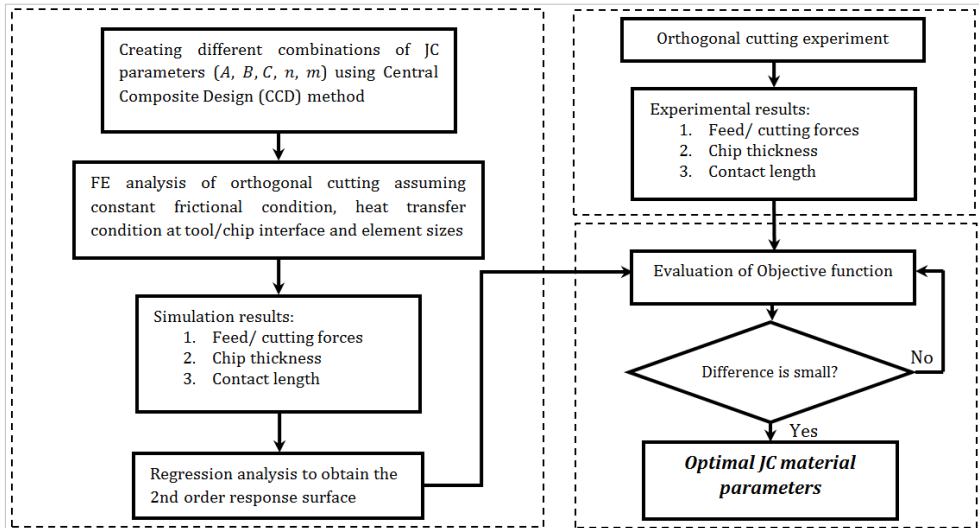 Creating different combinations of JC
parameters (A, B, C, n, m) using Central
Composite Design (CCD) method
FE analysis of orthogonal cutting assuming
constant frictional condition, heat transfer
condition at tool/chip interface and element sizes
Simulation results:
1. Feed/ cutting forces
2. Chip thickness
3. Contact length
Regression analysis to obtain the
2nd order response surface
Orthogonal cutting experiment
Experimental results:
1. Feed/ cutting forces
2. Chip thickness
3. Contact length
Evaluation of Objective function
Difference is small?
No
Yes
Optimal JC material
parameters